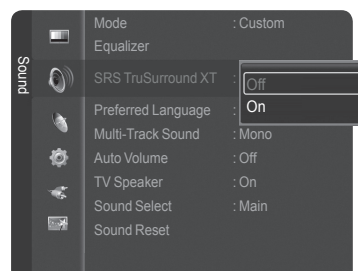 Sound
Mode : Custom
Equalizer
SRS TruSurround XT :
Off
On
Preferred Language :
Multi-Track Sound : Mono
Auto Volume : Off
TV Speaker : On
Sound Select : Main
Sound Reset